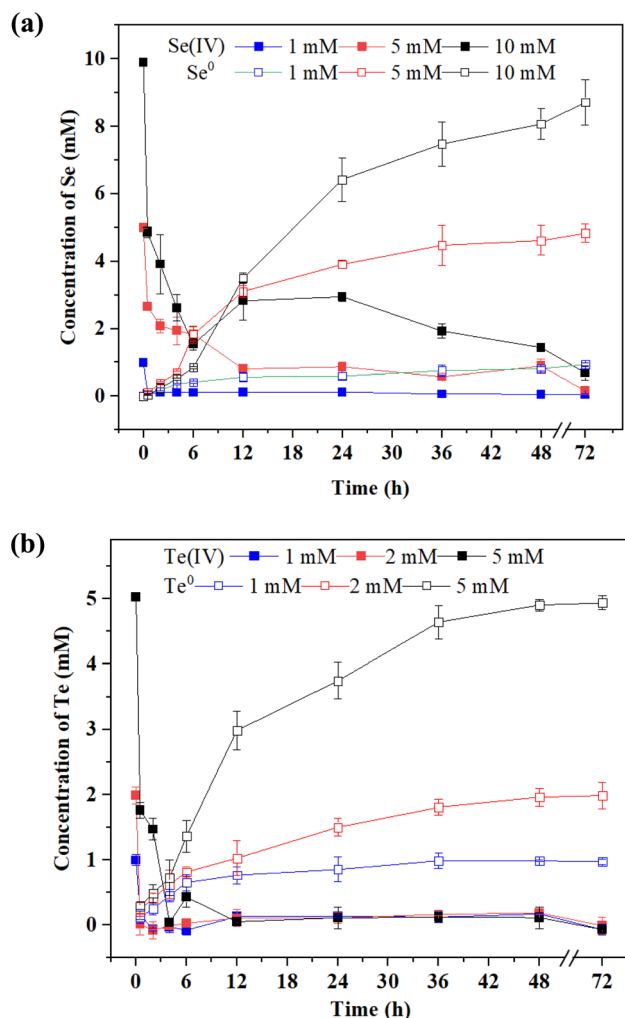 (a)
Se(IV) 1 mM 5 mM 10 mM
Se⁰ 1 mM 5 mM 10 mM
10
8
6
4
2
0
Concentration of Se (mM)
0 6 12 18 24 30 36 42 48 72
Time (h)
(b)
Te(IV) 1 mM 2 mM 5 mM
Te⁰ 1 mM 2 mM 5 mM
5
4
3
2
1
0
Concentration of Te (mM)
0 6 12 18 24 30 36 42 48 72
Time (h)